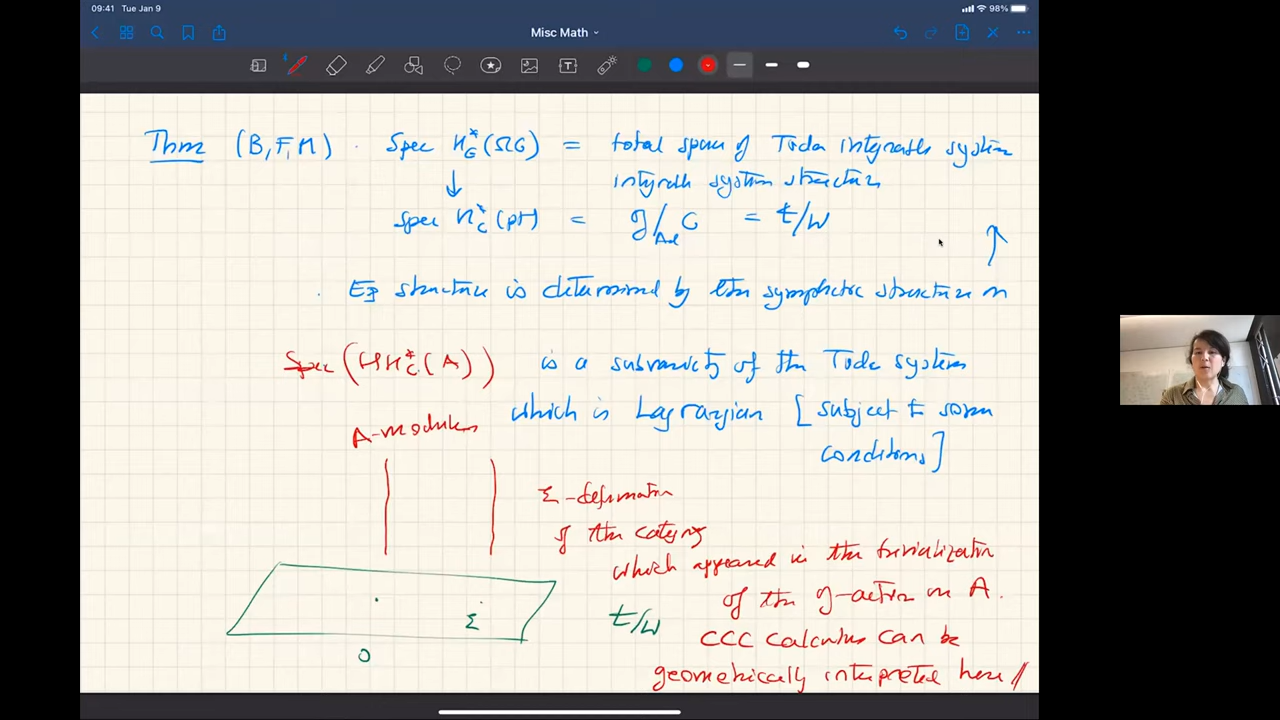 09:41 Tue Jan 9
98%
Misc Math
Thm (B,F,M). Spec H*_G(ΩG) = total space of Toda integrable system
↓ integrable system structure
Spec H*_G(pt) = g/_Ad G = t/W
E_3 structure is determined by the symplectic structure on
Spec (HH*_G(A)) is a subvariety of the Toda system
which is Lagrangian [subject to some
conditions]
A-modules
Σ-deformation
of the category
which appeared in the trivialization
of the g-action on A.
t/W
Σ
CCC calculus can be
0
geometrically interpreted here //